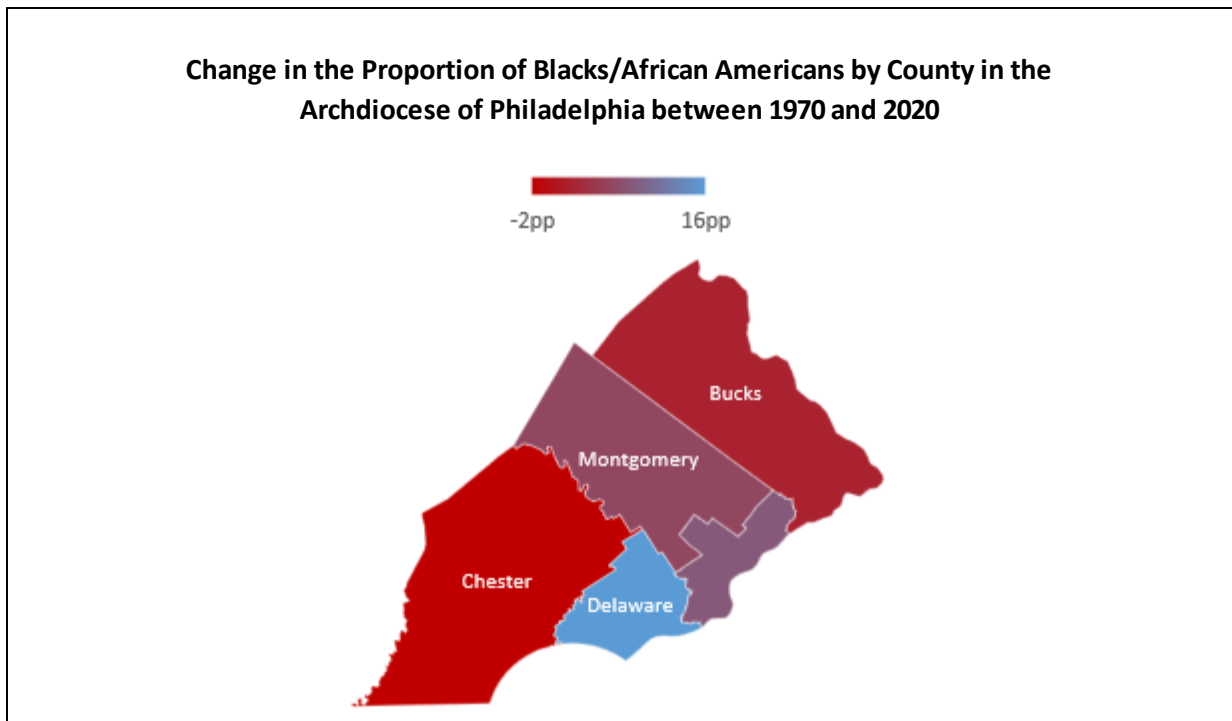 Change in the Proportion of Blacks/African Americans by County in the
Archdiocese of Philadelphia between 1970 and 2020
-2pp 16pp
Bucks
Montgomery
Chester
Delaware